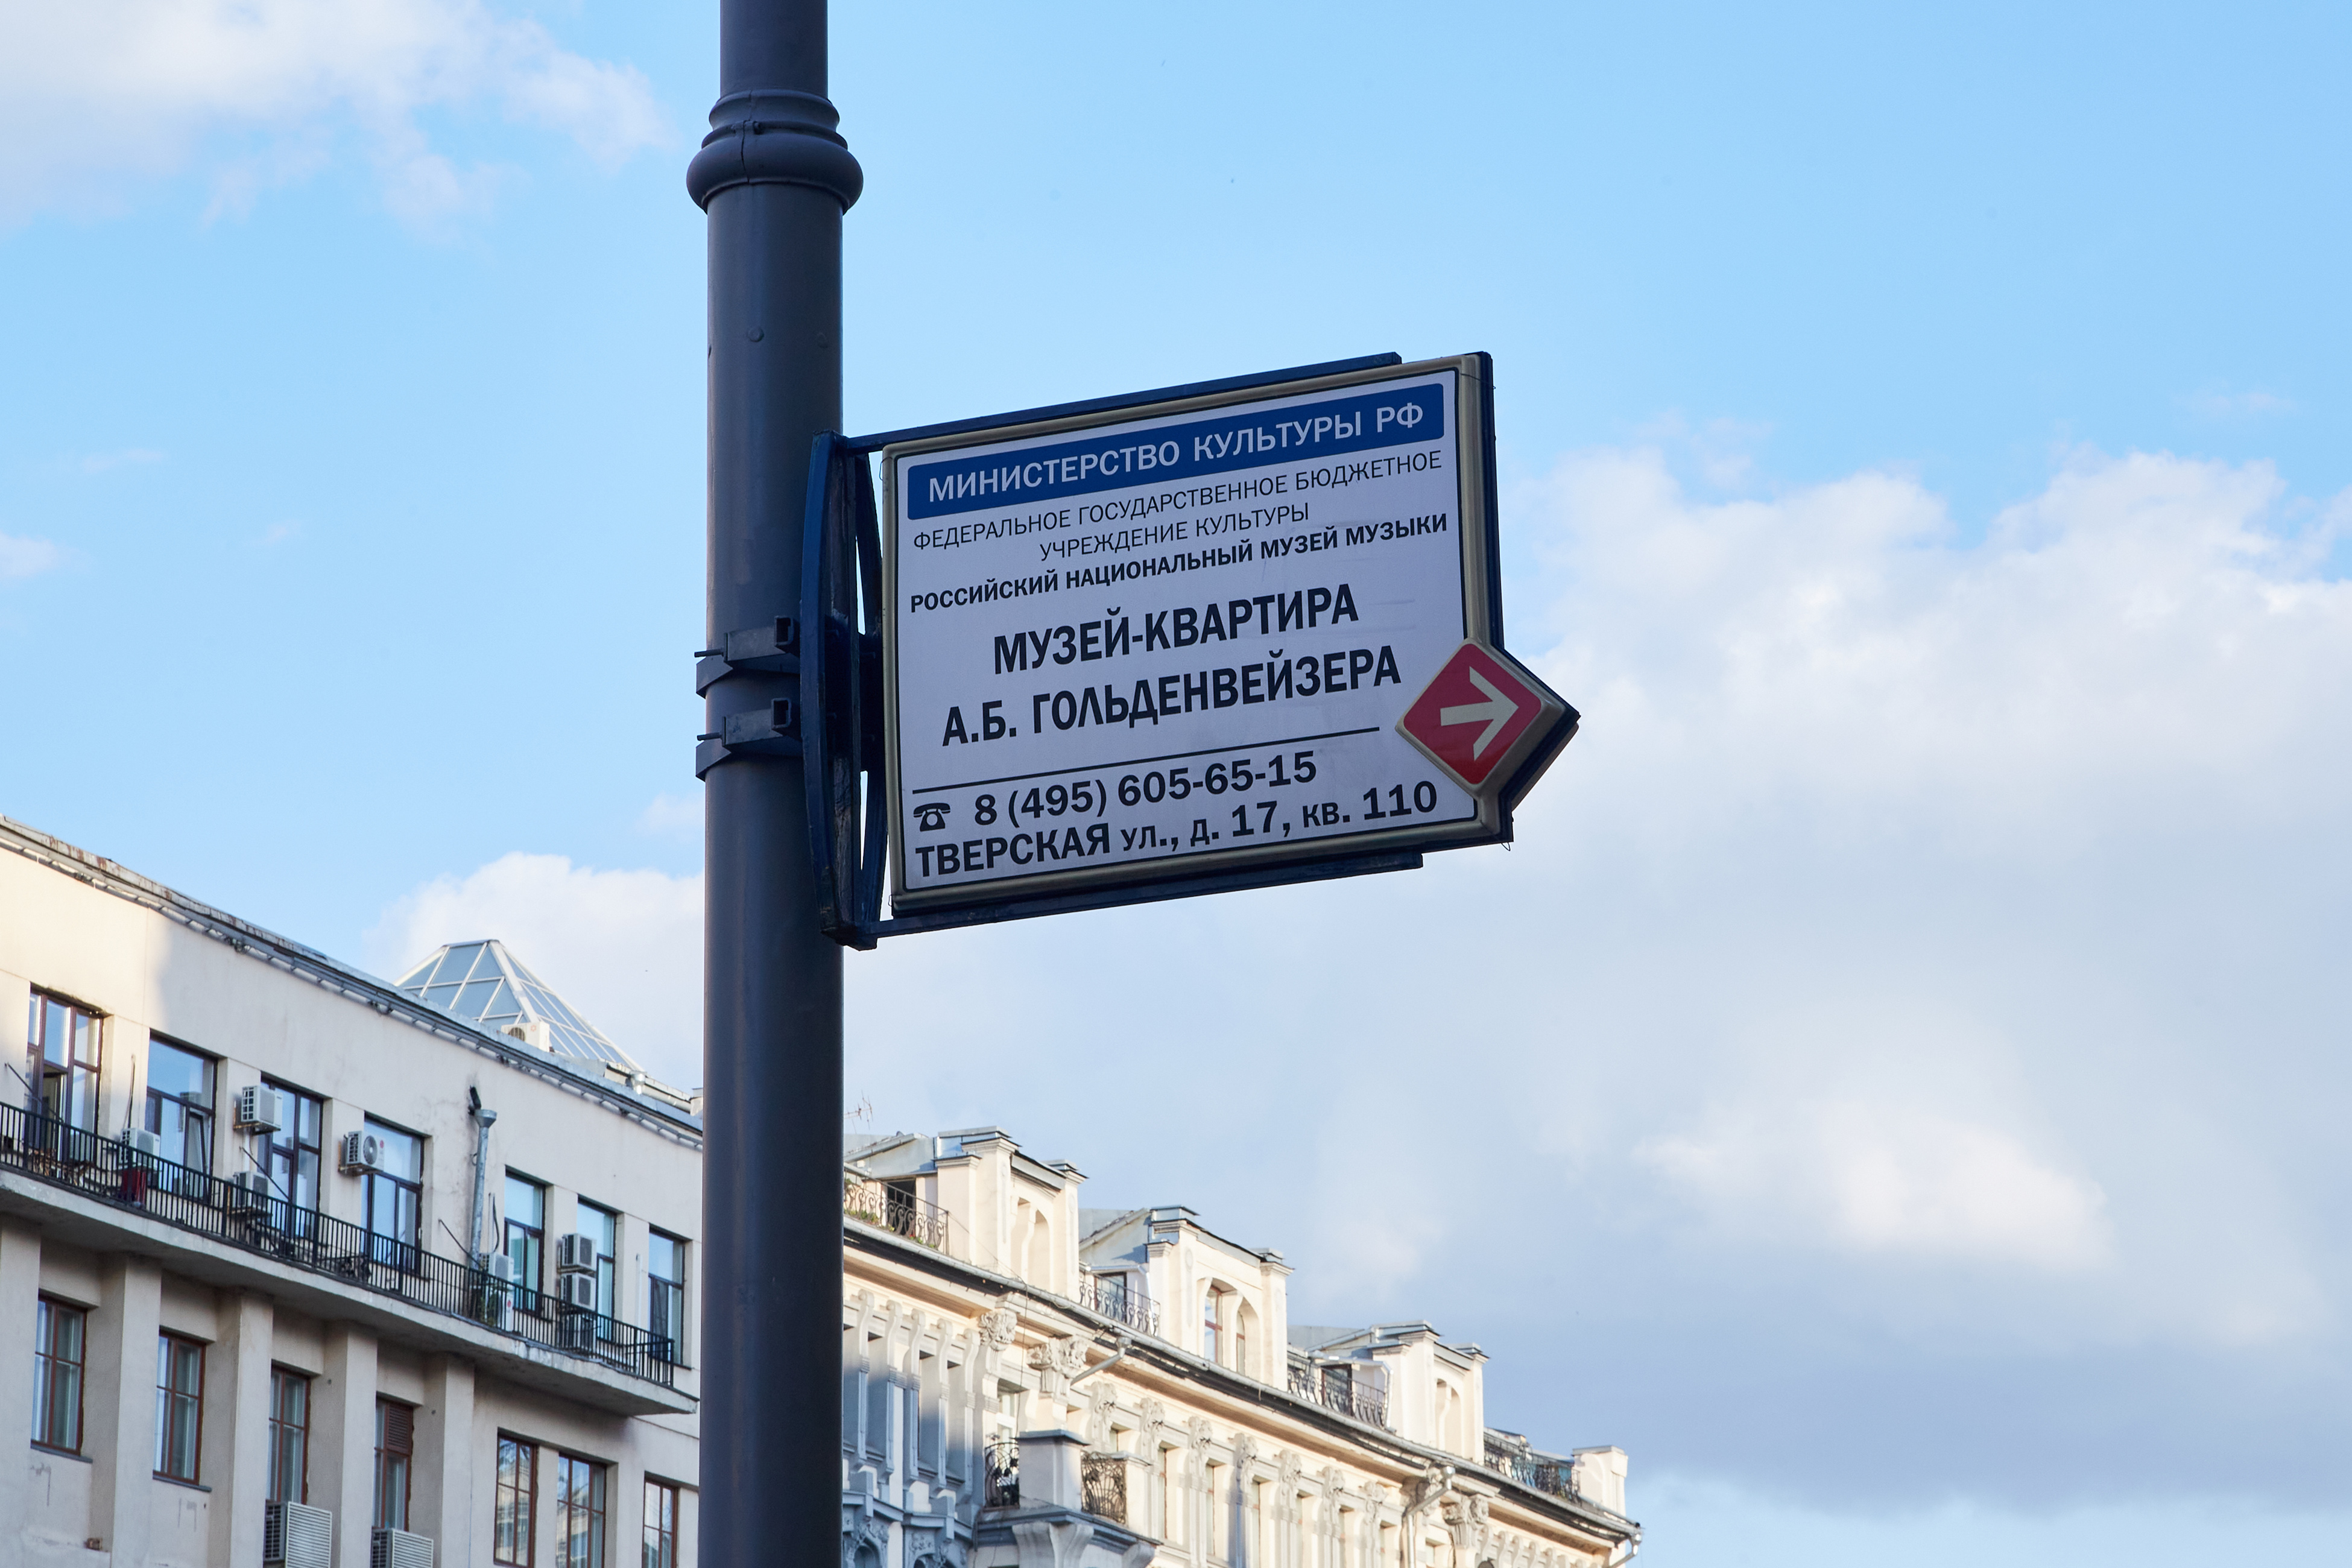 МИНИСТЕРСТВО КУЛЬТУРЫ РФ
ФЕДЕРАЛЬНОЕ ГОСУДАРСТВЕННОЕ БЮДЖЕТНОЕ
УЧРЕЖДЕНИЕ КУЛЬТУРЫ
РОССИЙСКИЙ НАЦИОНАЛЬНЫЙ МУЗЕЙ МУЗЫКИ
МУЗЕЙ-КВАРТИРА
А.Б. ГОЛЬДЕНВЕЙЗЕРА
8 (495) 605-65-15
ТВЕРСКАЯ ул., д. 17, кв. 110